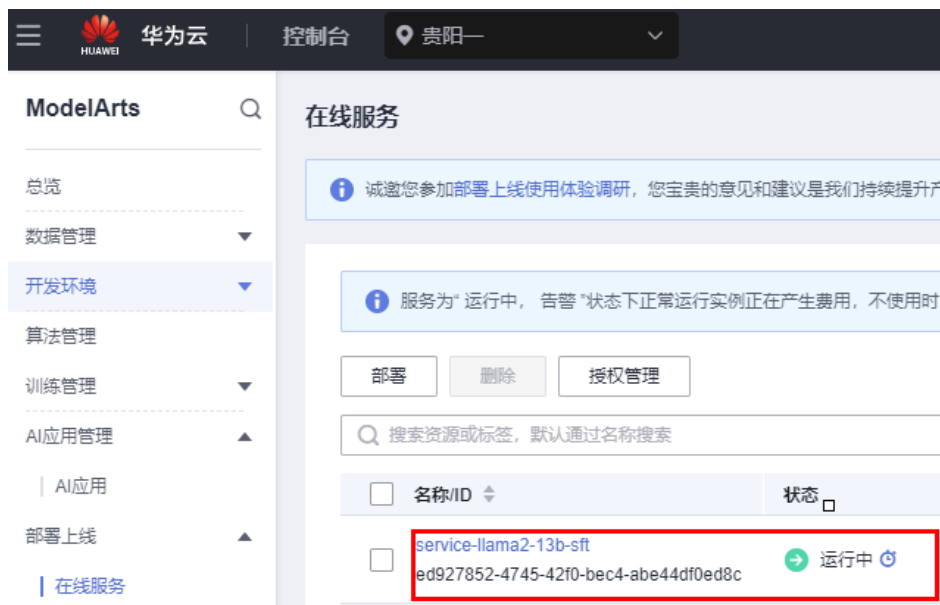 HUAWEI 华为云 控制台 贵阳一
ModelArts
在线服务
总览
诚邀您参加部署上线使用体验调研，您宝贵的意见和建议是我们持续提升产
数据管理
开发环境
服务为“ 运行中， 告警 ”状态下正常运行实例正在产生费用，不使用时
算法管理
部署 删除 授权管理
训练管理
AI应用管理
搜索资源或标签，默认通过名称搜索
AI应用
名称/ID 状态
部署上线
service-llama2-13b-sft
运行中
ed927852-4745-42f0-bec4-abe44df0ed8c
在线服务